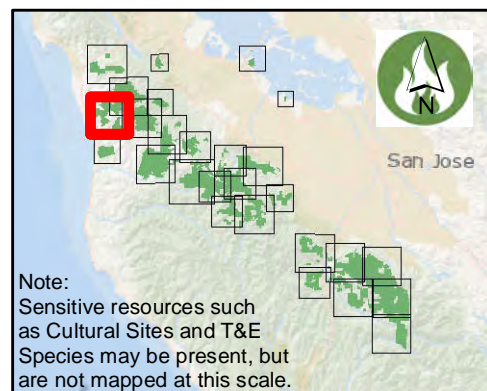 N
San Jose
Note:
Sensitive resources such
as Cultural Sites and T&E
Species may be present, but
are not mapped at this scale.